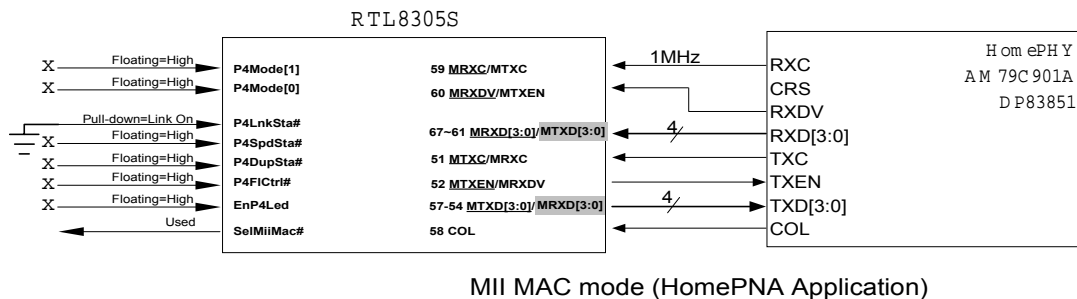 RTL8305S
X Floating=High P4Mode[1]
X Floating=High P4Mode[0]
Pull-down=Link On P4LnkSta#
X Floating=High P4SpdSta#
X Floating=High P4DupSta#
X Floating=High P4FlCtrl#
X Floating=High EnP4Led
Used SelMiiMac#
59 MRXC/MTXC
60 MRXDV/MTXEN
67~61 MRXD[3:0]/MTXD[3:0]
51 MTXC/MRXC
52 MTXEN/MRXDV
57-54 MTXD[3:0]/MRXD[3:0]
58 COL
1MHz
4
4
HomePHY
AM79C901A
DP83851
RXC
CRS
RXDV
RXD[3:0]
TXC
TXEN
TXD[3:0]
COL
MII MAC mode (HomePNA Application)